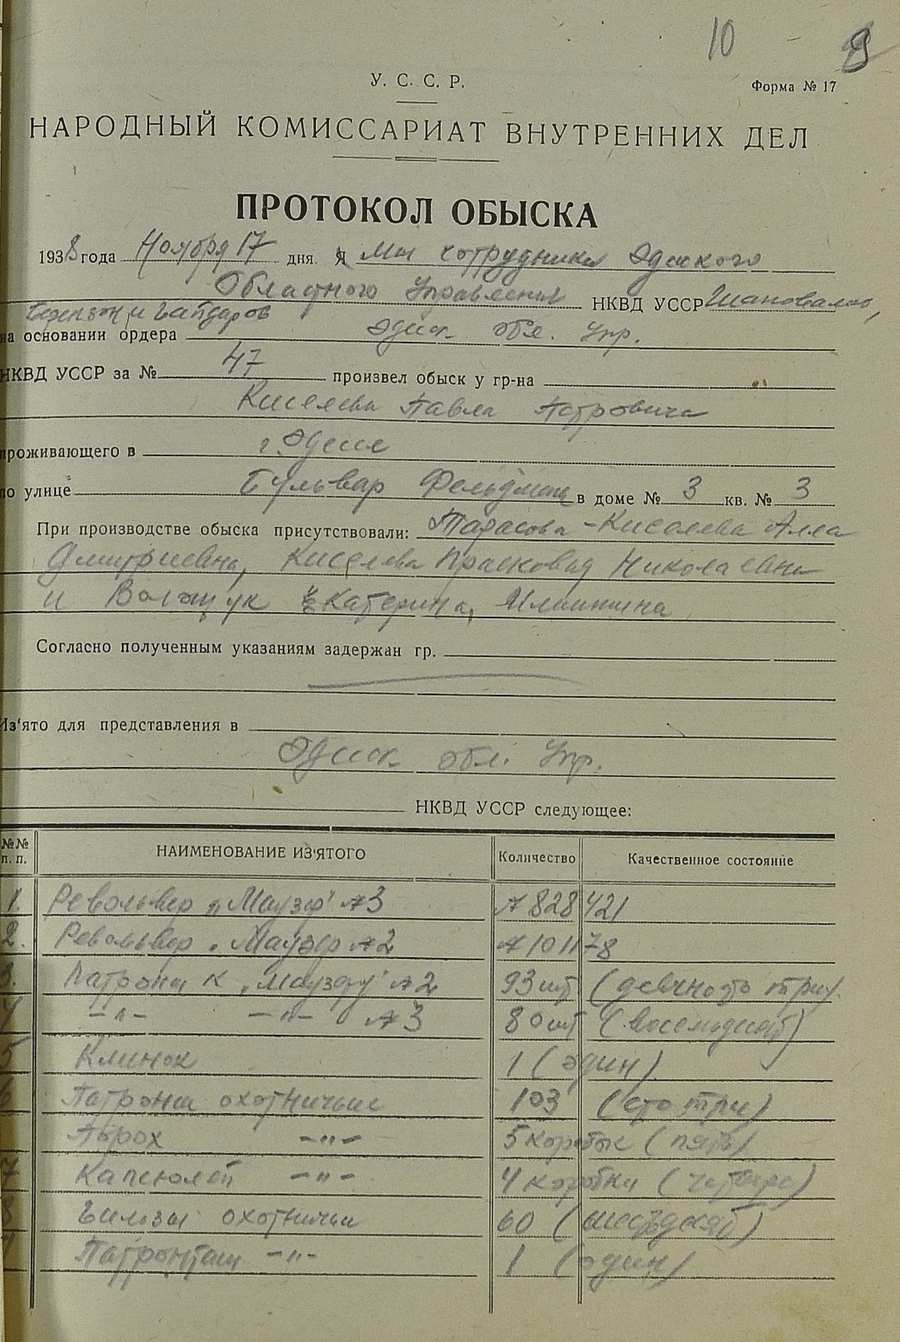 10 9
У. С. С. Р.
Форма № 17
НАРОДНЫЙ КОМИССАРИАТ ВНУТРЕННИХ ДЕЛ
ПРОТОКОЛ ОБЫСКА
1938 года Ноября 17 дня. Я Мы сотрудники Одесского
Областного Управления НКВД УССР Шаповалов,
и Гайдаров
на основании ордера Одесск. обл. Упр.
НКВД УССР за № 47 произвел обыск у гр-на
Киселева Павла Петровича
проживающего в г. Одесса
по улице Бульвар Фельдмана в доме № 3 кв. № 3
При производстве обыска присутствовали: Тарасова-Киселева Алла
Дмитриевна, Киселева Прасковья Николаевна
и Екатерина,
Согласно полученным указаниям задержан гр.
Из'ято для представления в
Одесск. обл. Упр.
НКВД УССР следующее:
№№ п. п. НАИМЕНОВАНИЕ ИЗ'ЯТОГО Количество Качественное состояние
1. Револьвер „Маузер" №3 № 828421
2. Револьвер „Маузер №2 № 101178
3. Патроны к „Маузеру" №2 93 шт. (девяносто три)
4 -"- -"- №3 80 шт (восемьдесят)
5 Клинок 1 (один)
6 Патроны охотничьи 103 (сто три)
Порох -"- 5 коробок (пять)
7 Капсюлей -"- 4 коробки (четыре)
8 Гильзы охотничьи 60 (шестьдесят)
9 Патронташ -"- 1 (один)